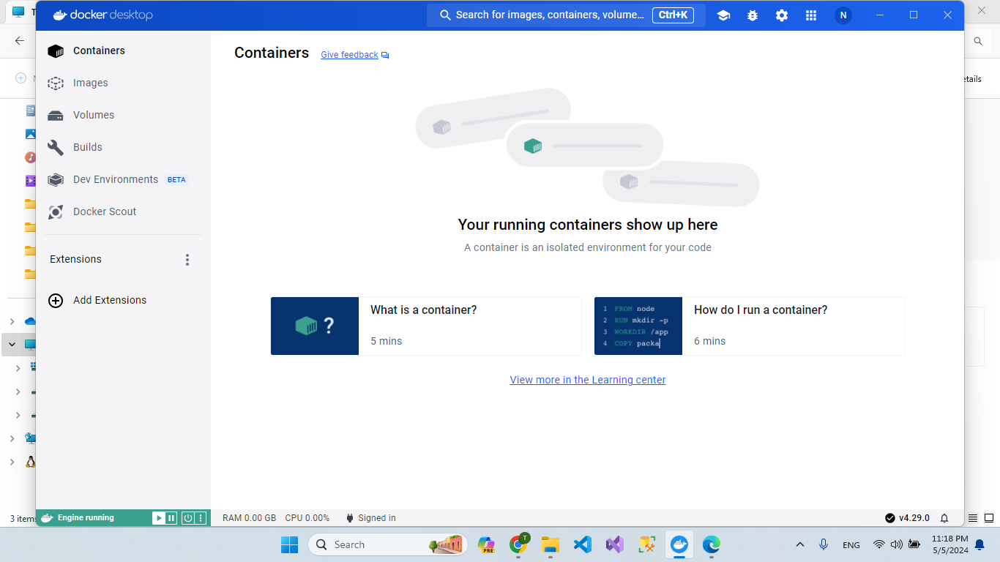 docker desktop
Search for images, containers, volume... Ctrl+K
N
Containers
Images
Volumes
Builds
Dev Environments BETA
Docker Scout
Extensions
Add Extensions
Containers Give feedback
Your running containers show up here
A container is an isolated environment for your code
?
What is a container?
5 mins
1 FROM node
2 RUN mkdir -p
3 WORKDIR /app
4 COPY packa
How do I run a container?
6 mins
View more in the Learning center
etails
3 items
Engine running
RAM 0.00 GB CPU 0.00% Signed in
v4.29.0
Search
PRE
T
ENG
11:18 PM
5/5/2024